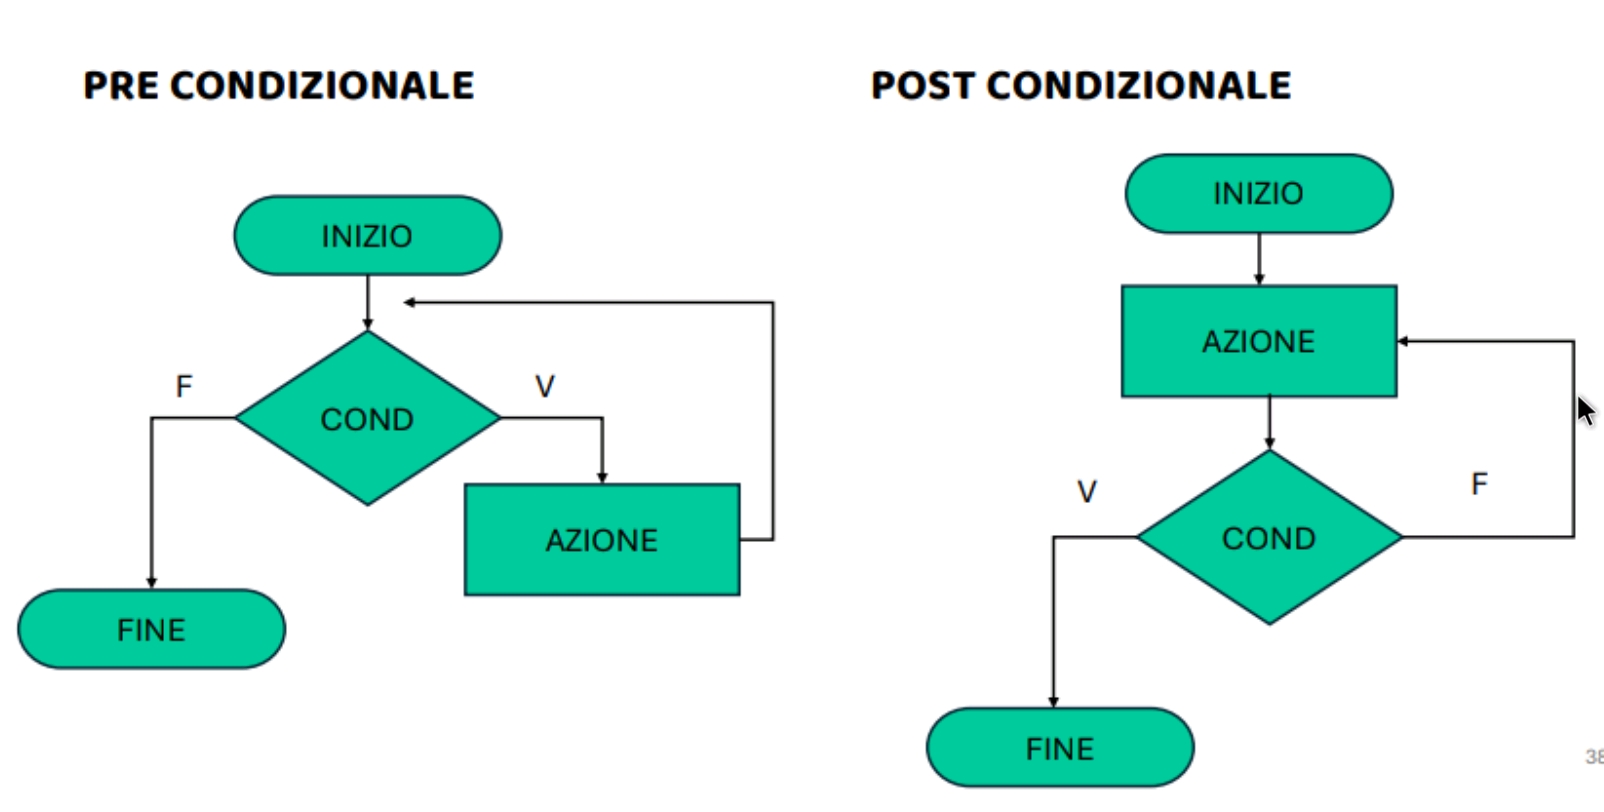 PRE CONDIZIONALE
INIZIO
F
V
COND
AZIONE
FINE
POST CONDIZIONALE
INIZIO
AZIONE
V
F
COND
FINE
38